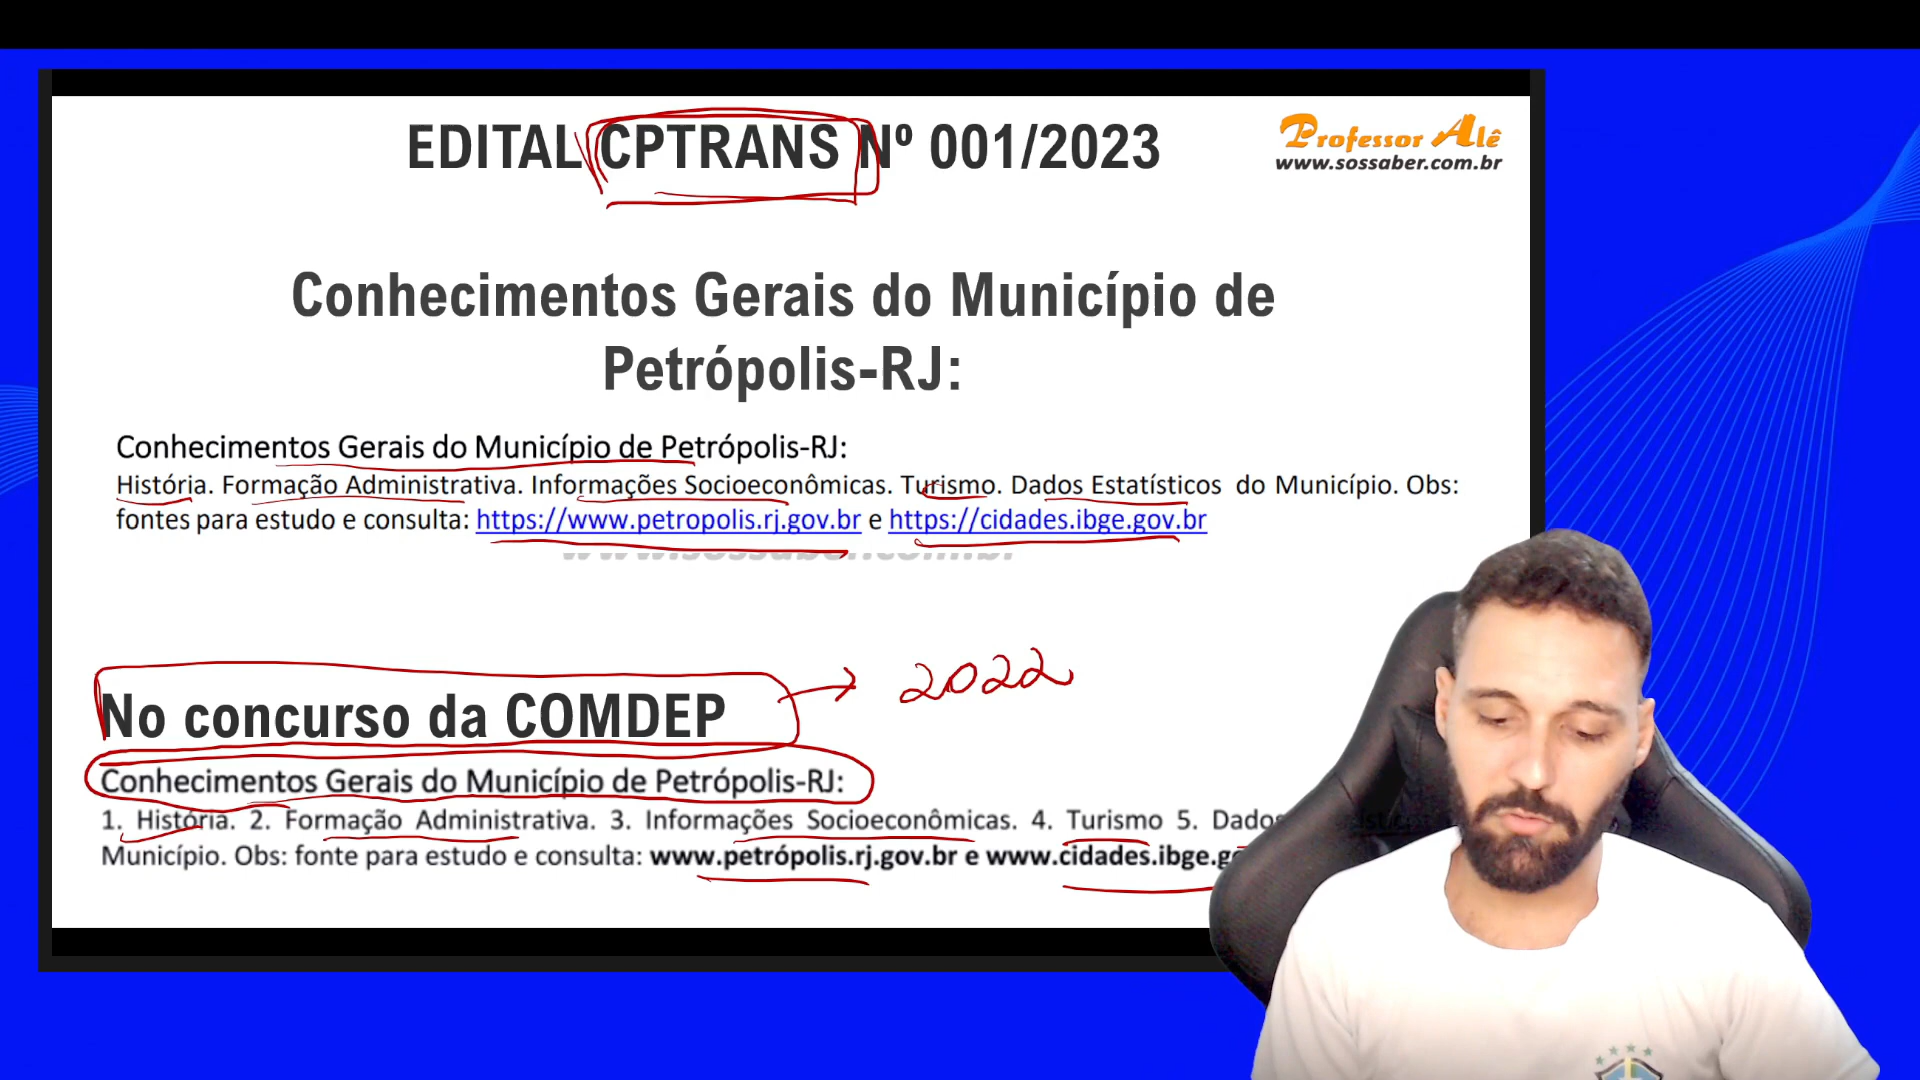 EDITAL CPTRANS Nº 001/2023
Professor Alê
www.sossaber.com.br
Conhecimentos Gerais do Município de
Petrópolis-RJ:
Conhecimentos Gerais do Município de Petrópolis-RJ:
História. Formação Administrativa. Informações Socioeconômicas. Turismo. Dados Estatísticos do Município. Obs:
fontes para estudo e consulta: https://www.petropolis.rj.gov.br e https://cidades.ibge.gov.br
www.sossaber.com.br
2022
No concurso da COMDEP
Conhecimentos Gerais do Município de Petrópolis-RJ:
1. História. 2. Formação Administrativa. 3. Informações Socioeconômicas. 4. Turismo 5. Dados
Município. Obs: fonte para estudo e consulta: www.petrópolis.rj.gov.br e www.cidades.ibge.g